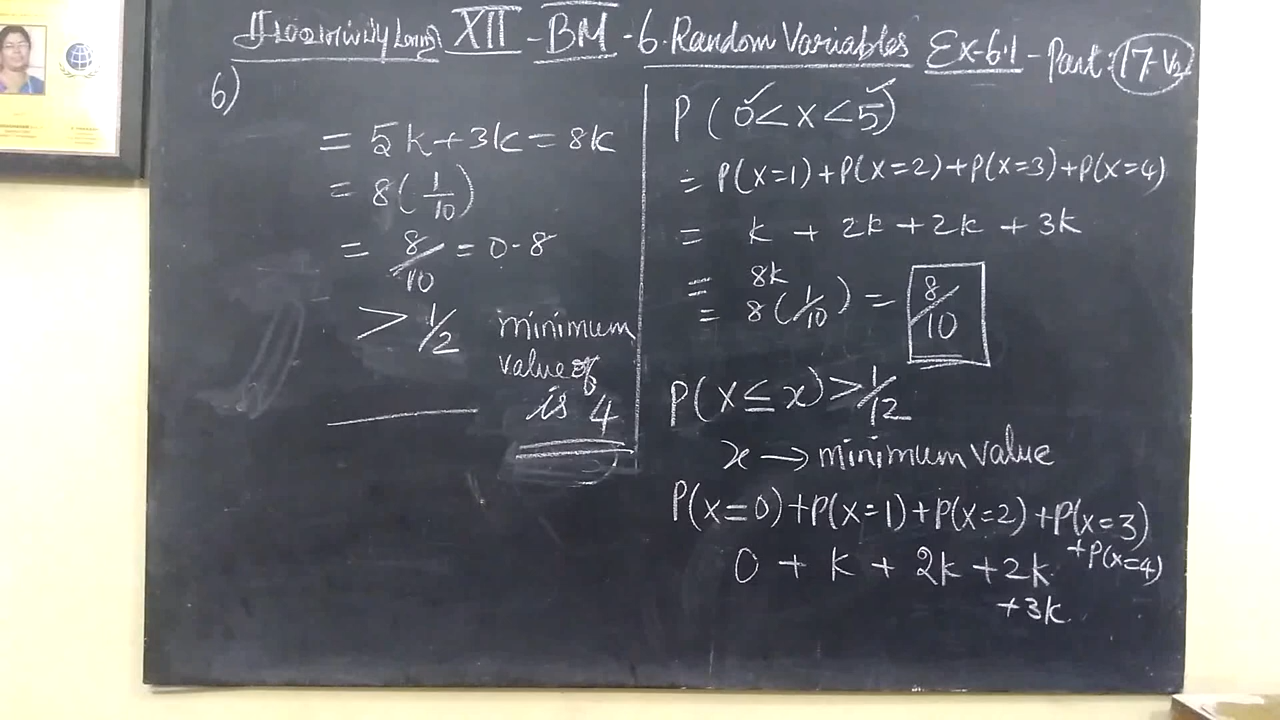 XII - BM - 6. Random Variables Ex-6.1 - Part: 17-V2
6)
= 5k + 3k = 8k
= 8(1/10)
= 8/10 = 0.8
> 1/2 minimum
value of
is 4
P(0 < x < 5)
= P(x=1) + P(x=2) + P(x=3) + P(x=4)
= k + 2k + 2k + 3k
= 8k
= 8(1/10) = 8/10
P(X ≤ x) > 1/12
x → minimum value
P(x=0) + P(x=1) + P(x=2) + P(x=3)
+ P(x=4)
0 + k + 2k + 2k
+ 3k